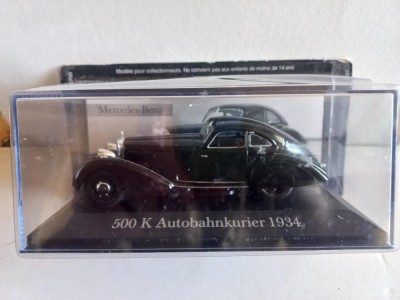 Modèle pour collectionneurs. Ne convient pas aux enfants de moins de 14 ans
Mercedes-Benz
500 K Autobahnkurier 1934